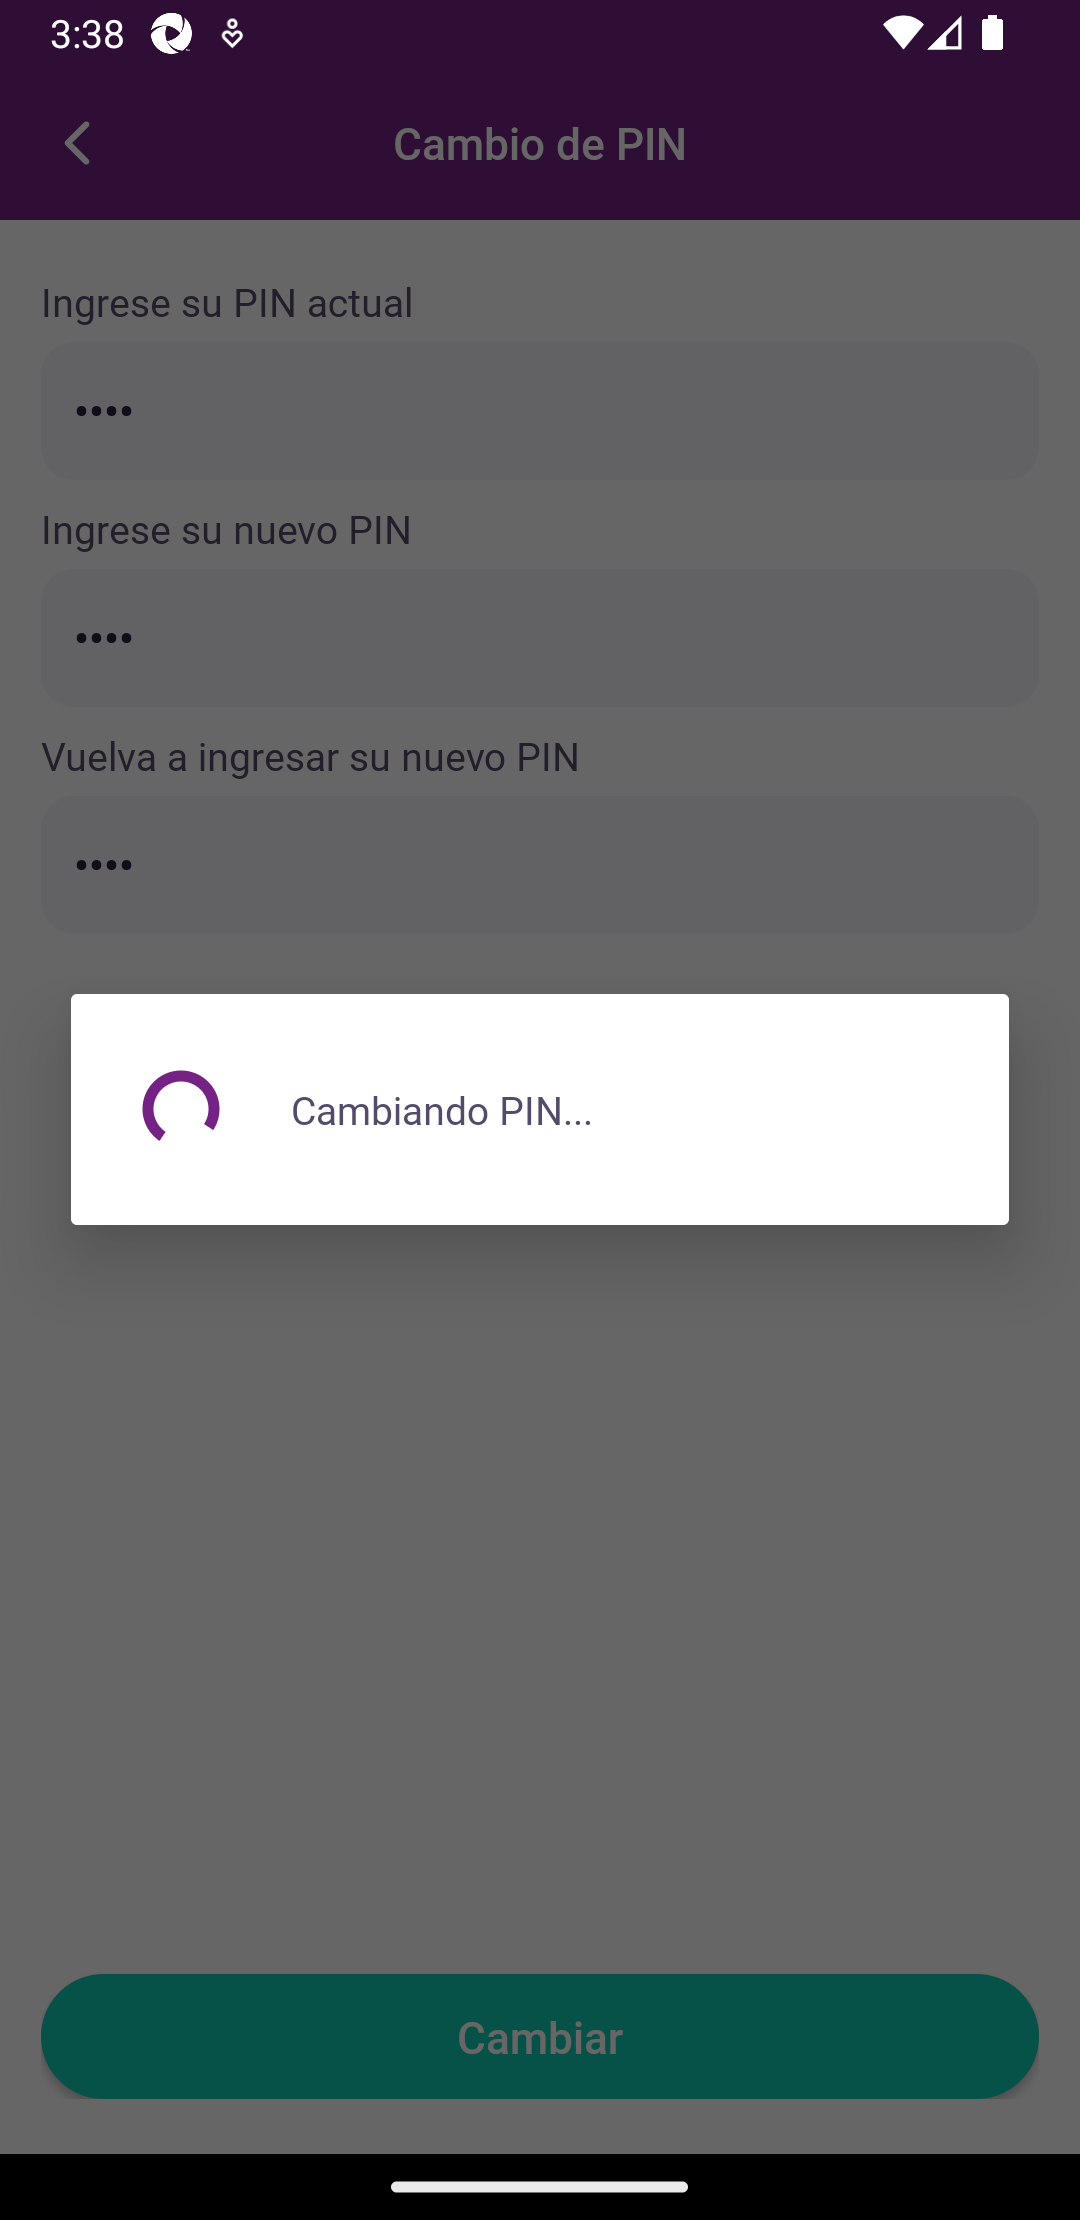 3:38
Cambio de PIN
Ingrese su PIN actual
••••
Ingrese su nuevo PIN
••••
Vuelva a ingresar su nuevo PIN
••••
Cambiando PIN...
Cambiar